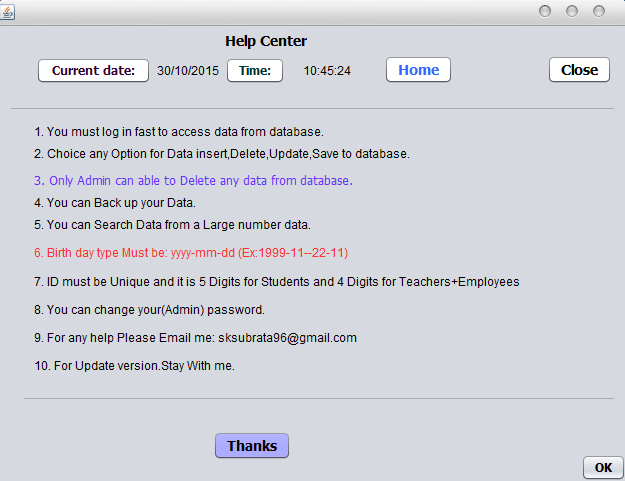 Help Center
Current date: 30/10/2015 Time: 10:45:24 Home Close
1. You must log in fast to access data from database.
2. Choice any Option for Data insert,Delete,Update,Save to database.
3. Only Admin can able to Delete any data from database.
4. You can Back up your Data.
5. You can Search Data from a Large number data.
6. Birth day type Must be: yyyy-mm-dd (Ex:1999-11--22-11)
7. ID must be Unique and it is 5 Digits for Students and 4 Digits for Teachers+Employees
8. You can change your(Admin) password.
9. For any help Please Email me: sksubrata96@gmail.com
10. For Update version.Stay With me.
Thanks
OK